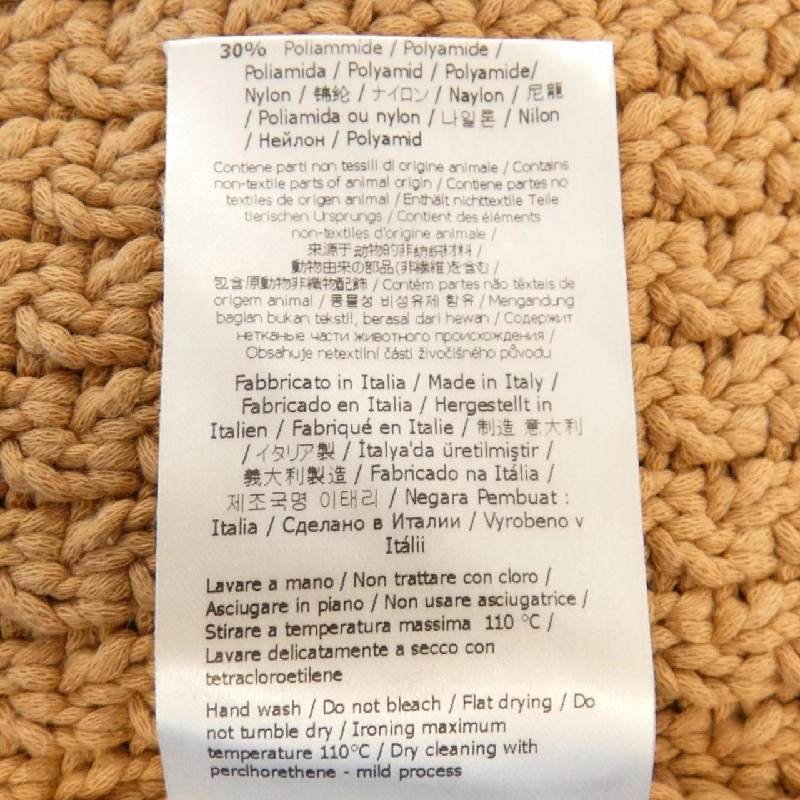 30% Poliammide / Polyamide /
Poliamida / Polyamid / Polyamide/
Nylon / 锦纶 / ナイロン / Naylon / 尼龍
/ Poliamida ou nylon / 나일론 / Nilon
/ Нейлон / Polyamid
Contiene parti non tessili di origine animale / Contains
non-textile parts of animal origin / Contiene partes no
textiles de origen animal / Enthält nichttextile Teile
tierischen Ursprungs / Contient des éléments
non-textiles d'origine animale /
来源于动物的非纺织材料 /
動物由来の部品(非繊維)を含む /
包含原動物非織物配飾 / Contém partes não têxteis de
origem animal / 동물성 비섬유제 함유 / Mengandung
bagian bukan tekstil, berasal dari hewan / Содержит
нетканые части животного происхождения /
Obsahuje netextilní části živočišného původu
Fabbricato in Italia / Made in Italy /
Fabricado en Italia / Hergestellt in
Italien / Fabriqué en Italie / 制造 意大利
/ イタリア製 / İtalya'da üretilmiştir /
義大利製造 / Fabricado na Itália /
제조국명 이태리 / Negara Pembuat :
Italia / Сделано в Италии / Vyrobeno v
Itálii
Lavare a mano / Non trattare con cloro /
Asciugare in piano / Non usare asciugatrice /
Stirare a temperatura massima 110 °C /
Lavare delicatamente a secco con
tetracloroetilene
Hand wash / Do not bleach / Flat drying / Do
not tumble dry / Ironing maximum
temperature 110°C / Dry cleaning with
perclhorethene - mild process